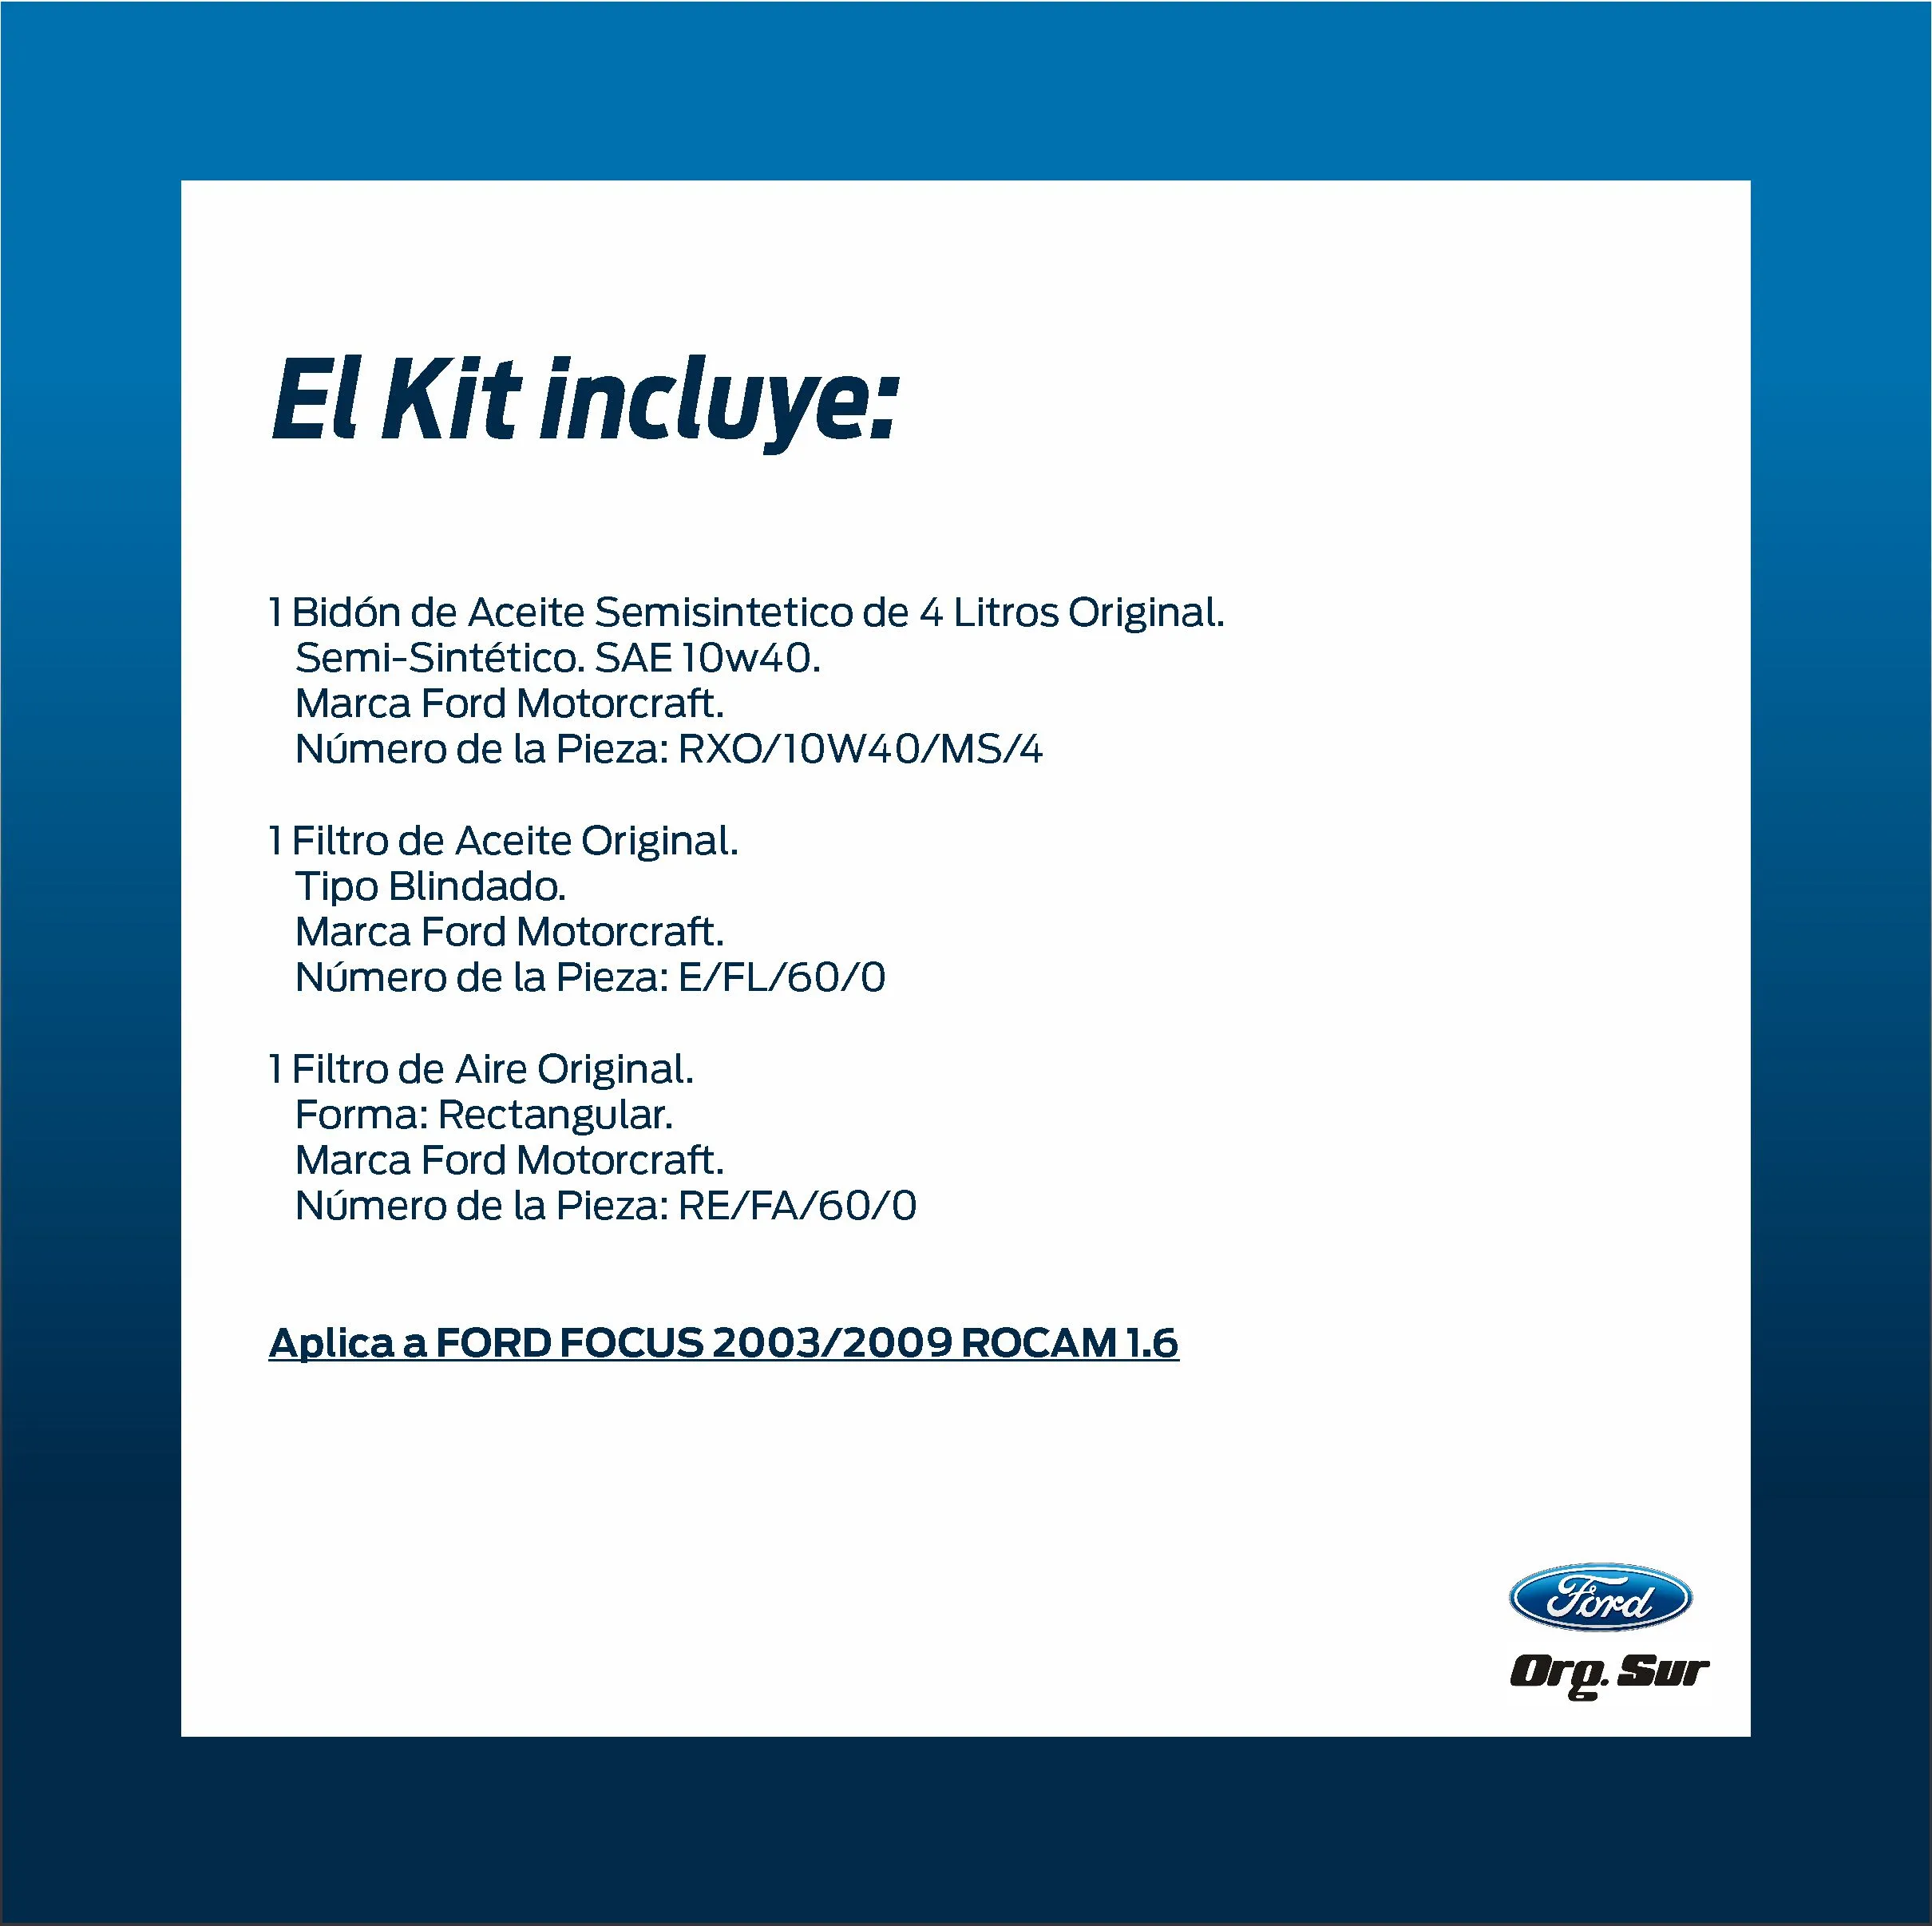 El Kit incluye:
1 Bidón de Aceite Semisintetico de 4 Litros Original.
Semi-Sintético. SAE 10w40.
Marca Ford Motorcraft.
Número de la Pieza: RXO/10W40/MS/4
1 Filtro de Aceite Original.
Tipo Blindado.
Marca Ford Motorcraft.
Número de la Pieza: E/FL/60/0
1 Filtro de Aire Original.
Forma: Rectangular.
Marca Ford Motorcraft.
Número de la Pieza: RE/FA/60/0
Aplica a FORD FOCUS 2003/2009 ROCAM 1.6
Ford
Org. Sur